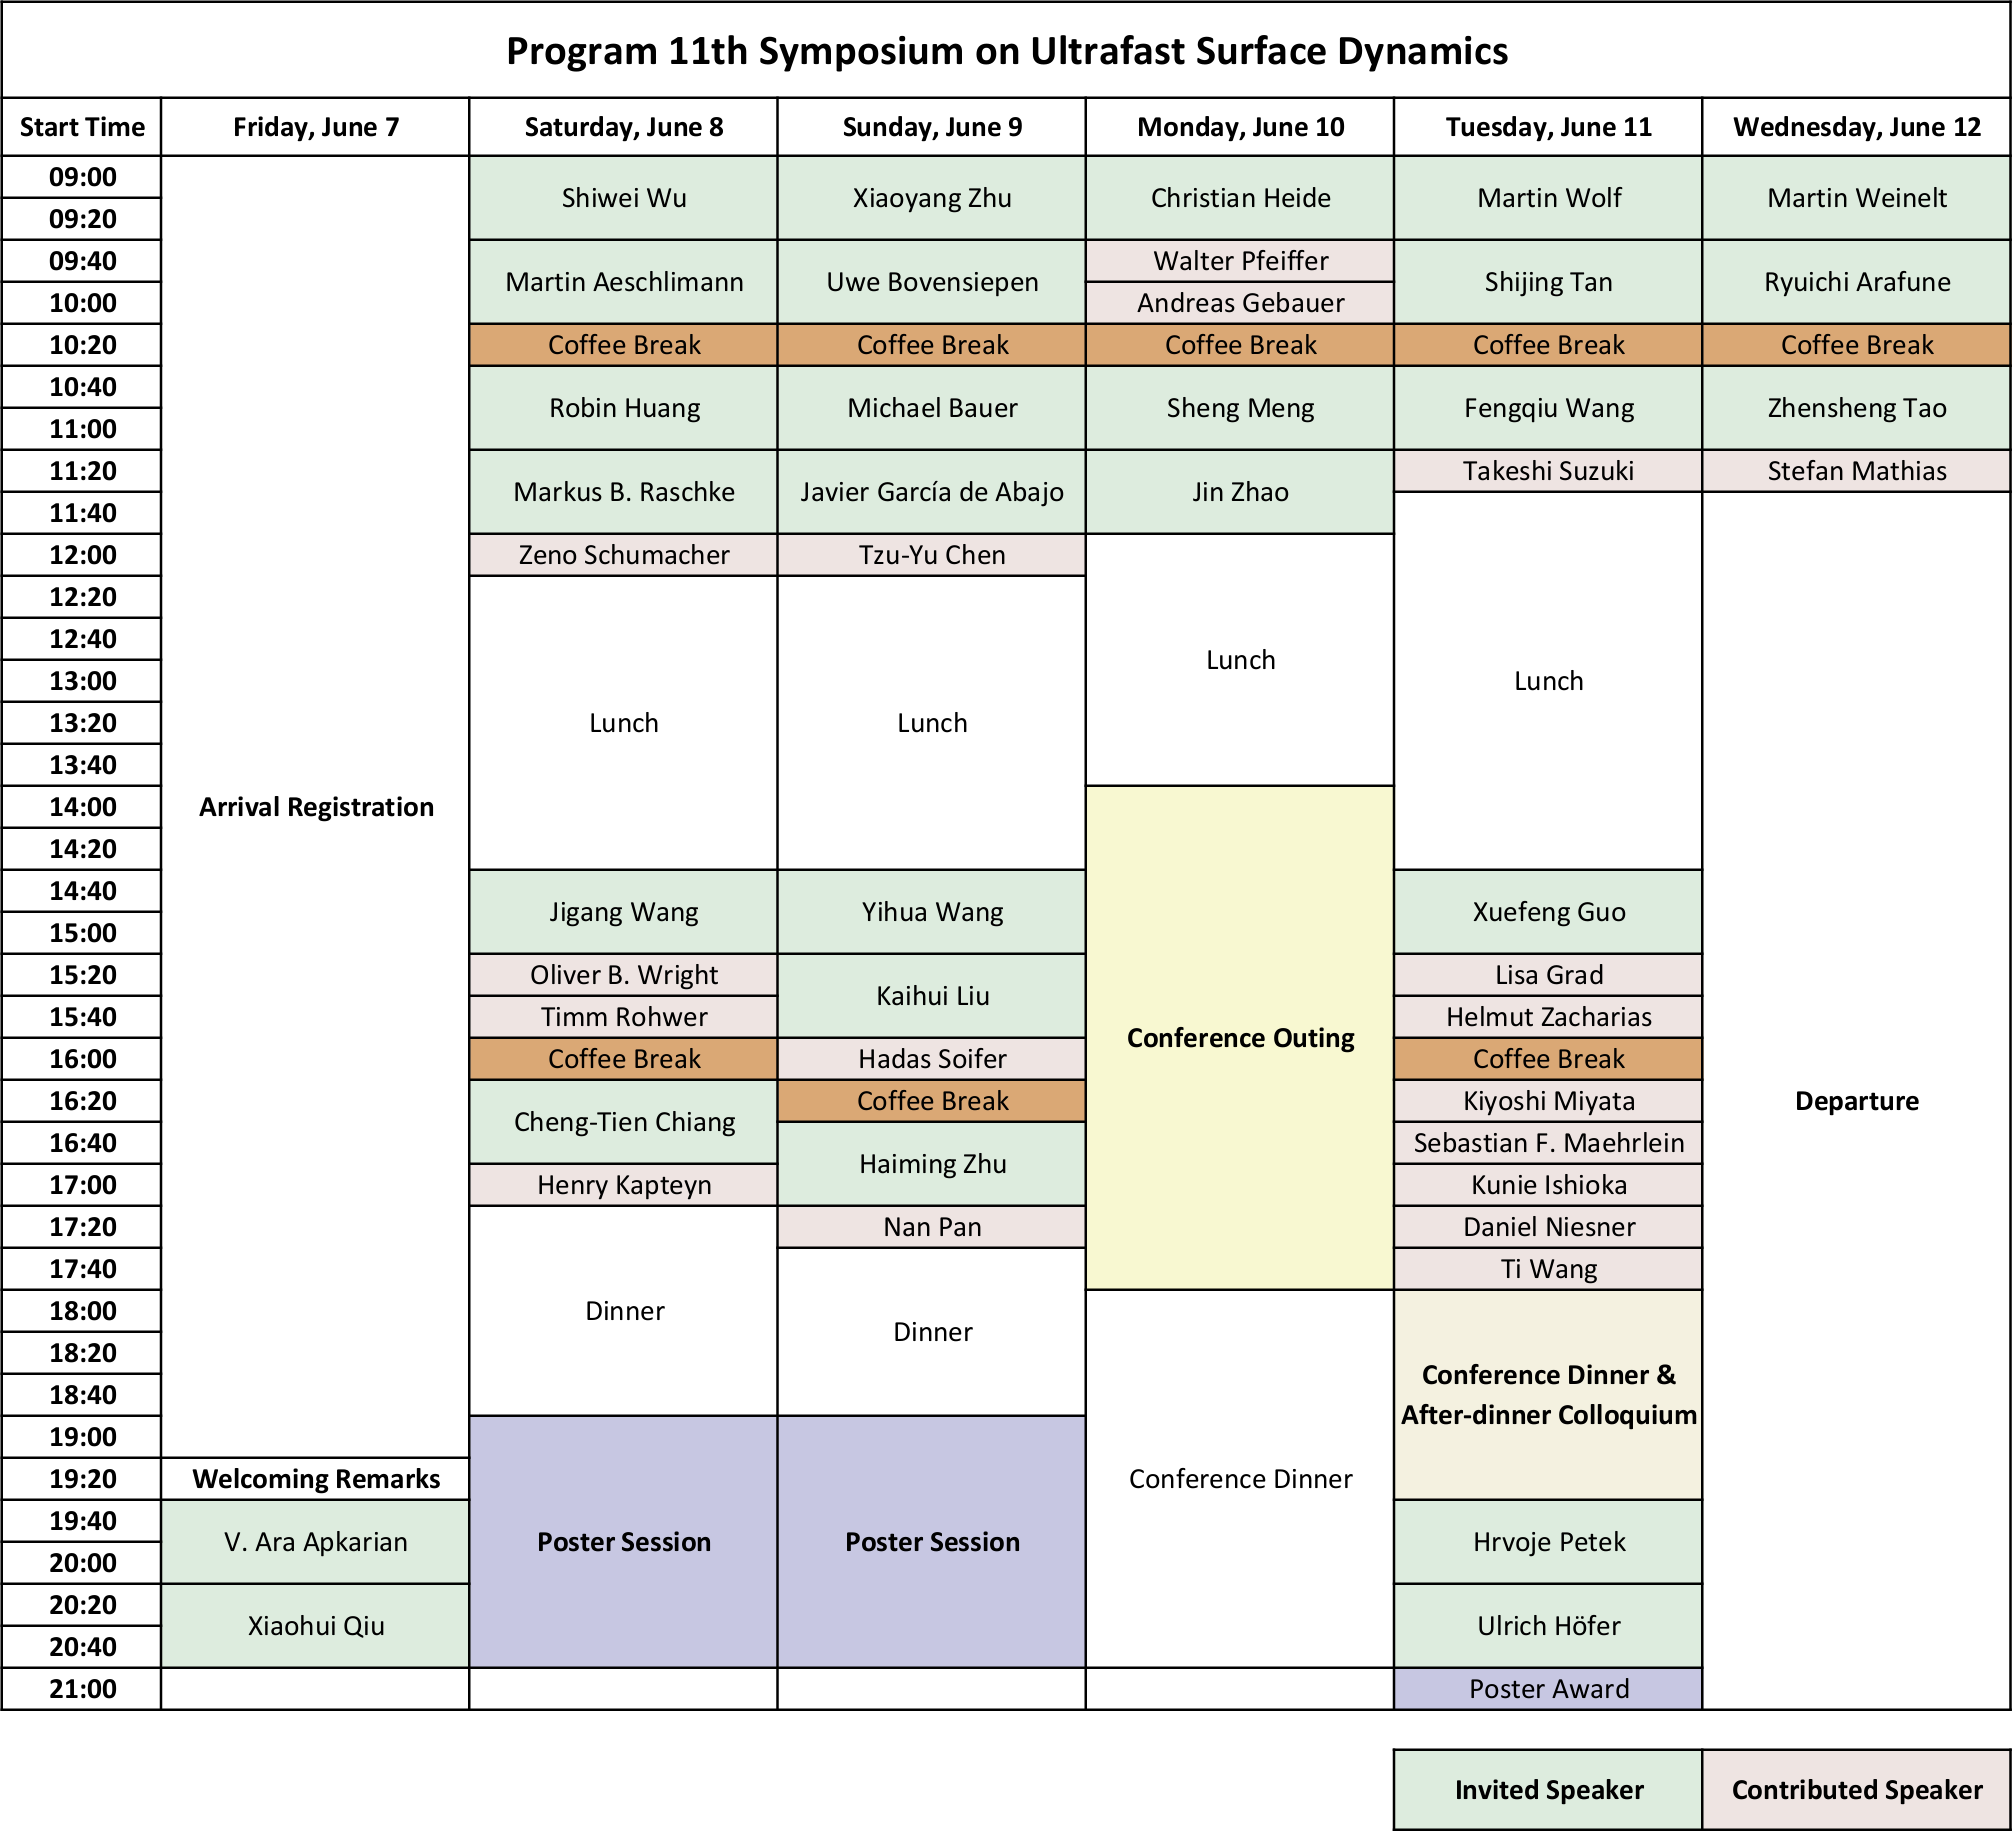 Program 11th Symposium on Ultrafast Surface Dynamics
Start Time Friday, June 7 Saturday, June 8 Sunday, June 9 Monday, June 10 Tuesday, June 11 Wednesday, June 12
09:00
Shiwei Wu Xiaoyang Zhu Christian Heide Martin Wolf Martin Weinelt
09:20
09:40 Walter Pfeiffer
Martin Aeschlimann Uwe Bovensiepen Shijing Tan Ryuichi Arafune
10:00 Andreas Gebauer
10:20 Coffee Break Coffee Break Coffee Break Coffee Break Coffee Break
10:40
Robin Huang Michael Bauer Sheng Meng Fengqiu Wang Zhensheng Tao
11:00
11:20 Takeshi Suzuki Stefan Mathias
Markus B. Raschke Javier García de Abajo Jin Zhao
11:40
12:00 Zeno Schumacher Tzu-Yu Chen
12:20
12:40
Lunch
13:00 Lunch
13:20 Lunch Lunch
13:40
14:00 Arrival Registration
14:20
14:40
Jigang Wang Yihua Wang Xuefeng Guo
15:00
15:20 Oliver B. Wright Lisa Grad
Kaihui Liu
15:40 Timm Rohwer Helmut Zacharias
Conference Outing
16:00 Coffee Break Hadas Soifer Coffee Break
16:20 Coffee Break Kiyoshi Miyata Departure
Cheng-Tien Chiang
16:40 Sebastian F. Maehrlein
Haiming Zhu
17:00 Henry Kapteyn Kunie Ishioka
17:20 Nan Pan Daniel Niesner
17:40 Ti Wang
18:00 Dinner
Dinner
18:20
Conference Dinner &
18:40
After-dinner Colloquium
19:00
19:20 Welcoming Remarks Conference Dinner
19:40
V. Ara Apkarian Poster Session Poster Session Hrvoje Petek
20:00
20:20
Xiaohui Qiu Ulrich Höfer
20:40
21:00 Poster Award
Invited Speaker Contributed Speaker